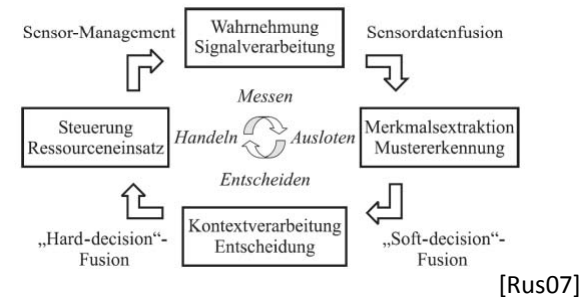 Sensor-Management
Wahrnehmung
Signalverarbeitung
Sensordatenfusion
Messen
Steuerung
Ressourceneinsatz
Handeln
Ausloten
Merkmalsextraktion
Mustererkennung
Entscheiden
„Hard-decision“-
Fusion
Kontextverarbeitung
Entscheidung
„Soft-decision“-
Fusion
[Rus07]